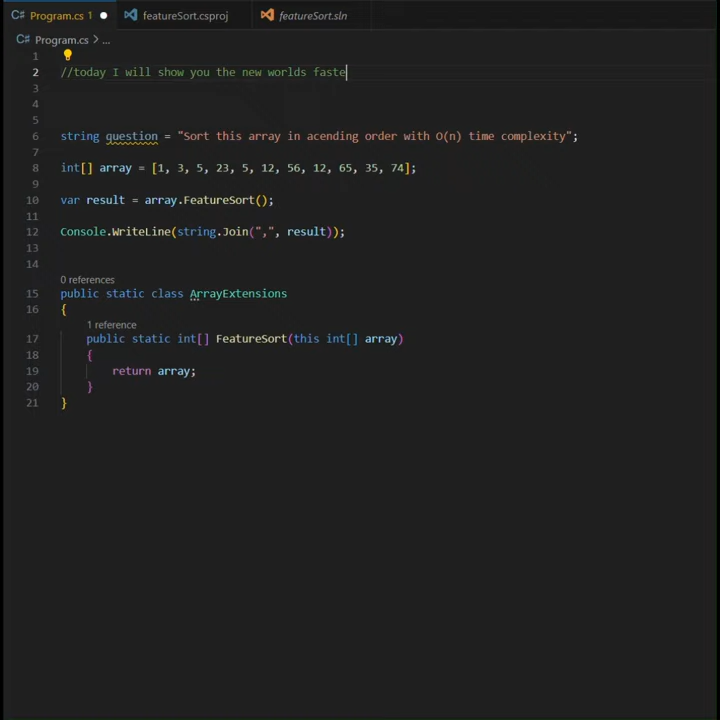 C# Program.cs 1 featureSort.csproj featureSort.sln
C# Program.cs > ...
1
2 //today I will show you the new worlds faste
3
4
5
6 string question = "Sort this array in acending order with O(n) time complexity";
7
8 int[] array = [1, 3, 5, 23, 5, 12, 56, 12, 65, 35, 74];
9
10 var result = array.FeatureSort();
11
12 Console.WriteLine(string.Join(",", result));
13
14
0 references
15 public static class ArrayExtensions
16 {
1 reference
17 public static int[] FeatureSort(this int[] array)
18 {
19 return array;
20 }
21 }